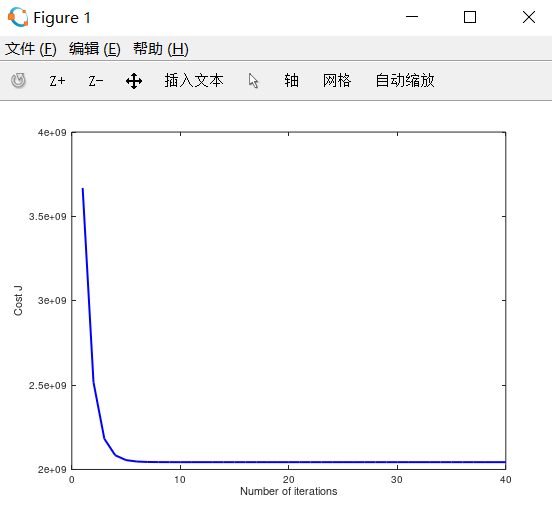 Figure 1
文件 (F) 编辑 (E) 帮助 (H)
Z+ Z− 插入文本 轴 网格 自动缩放
4e+09
3.5e+09
3e+09
2.5e+09
2e+09
Cost J
0 10 20 30 40
Number of iterations